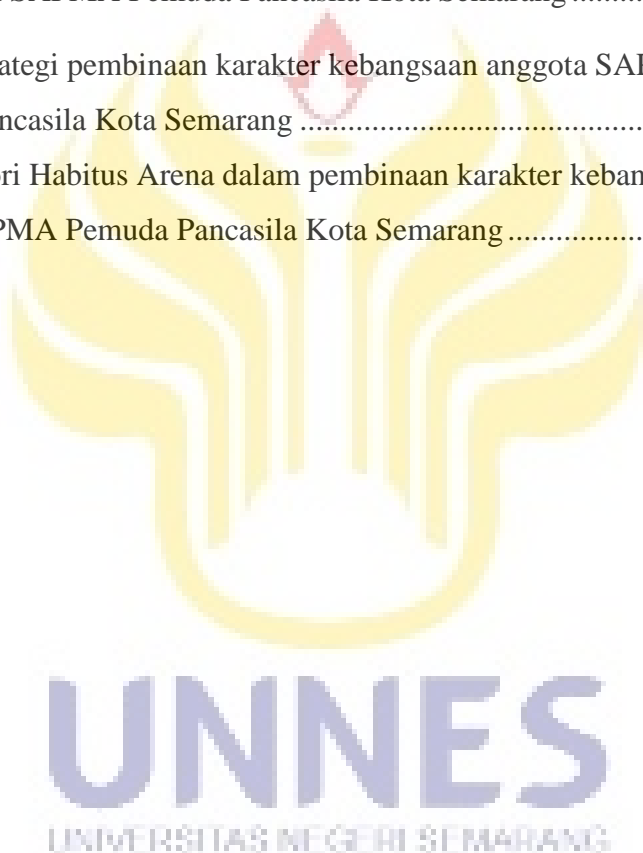 SAPMA Pemuda Pancasila Kota Semarang ..........
ategi pembinaan karakter kebangsaan anggota SAP
ncasila Kota Semarang ..............................................
ri Habitus Arena dalam pembinaan karakter keban
PMA Pemuda Pancasila Kota Semarang ..................
UNNES
UNIVERSITAS NEGERI SEMARANG